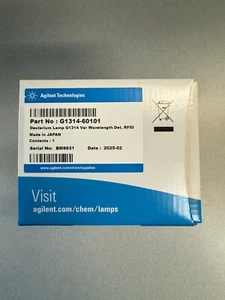 Agilent Technologies
Part No : G1314-60101
Deuterium Lamp G1314 Var Wavelength Det, RFID
Made in JAPAN
Contents : 1
Serial No: BM8831 Date : 2025-02
www.agilent.com/chem/supplies
Visit
agilent.com/chem/lamps